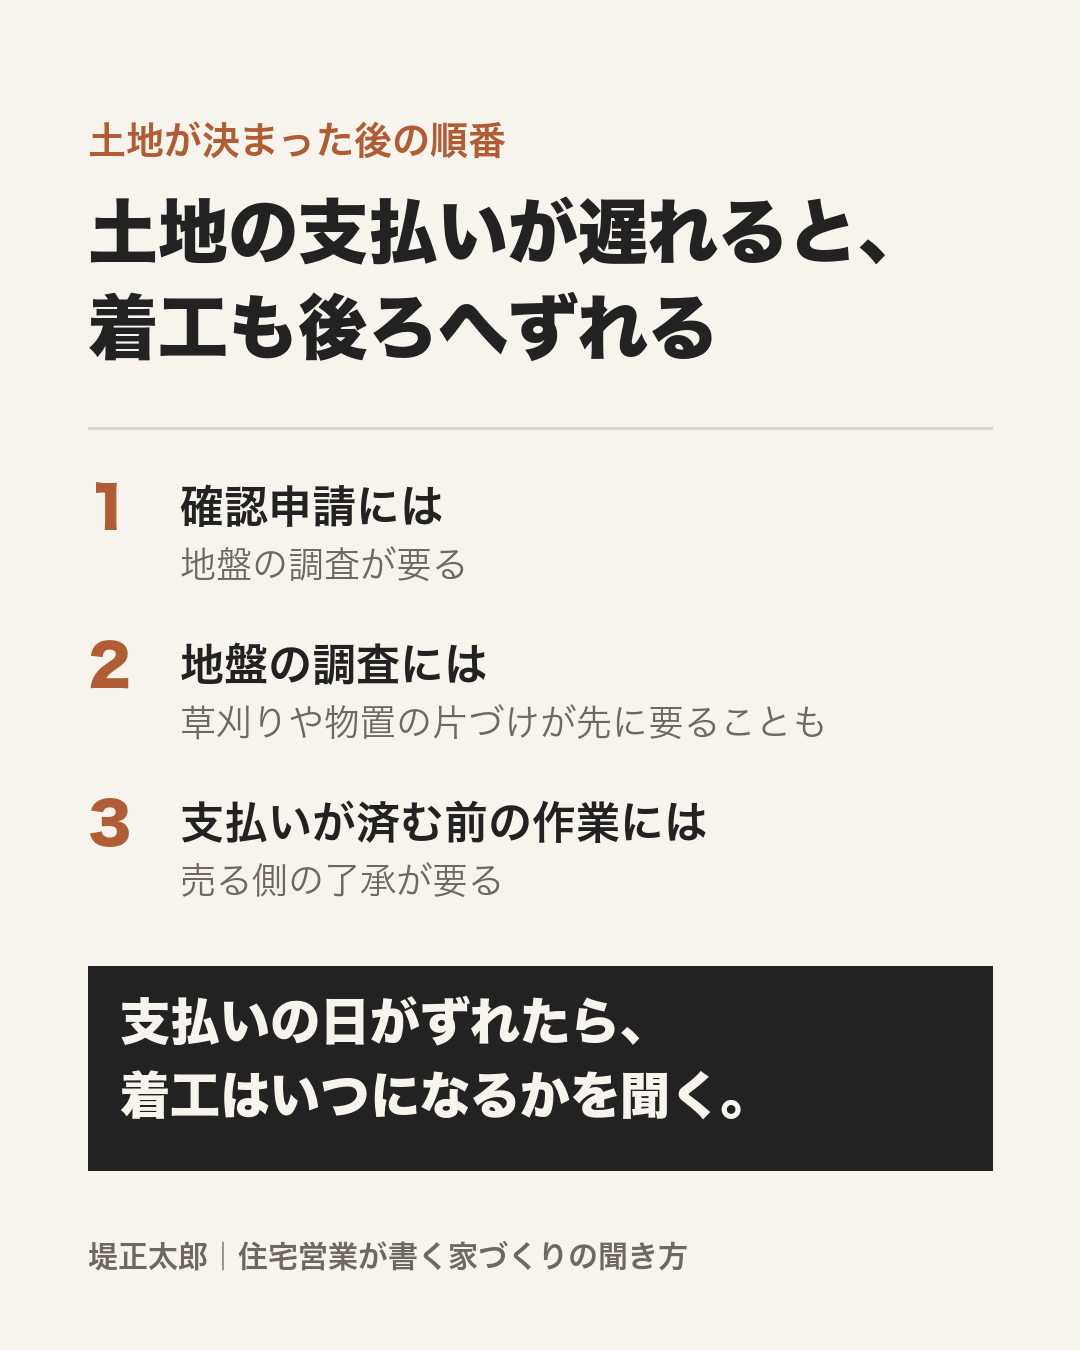 土地が決まった後の順番
土地の支払いが遅れると、
着工も後ろへずれる
1 確認申請には
地盤の調査が要る
2 地盤の調査には
草刈りや物置の片づけが先に要ることも
3 支払いが済む前の作業には
売る側の了承が要る
支払いの日がずれたら、
着工はいつになるかを聞く。
堤正太郎｜住宅営業が書く家づくりの聞き方